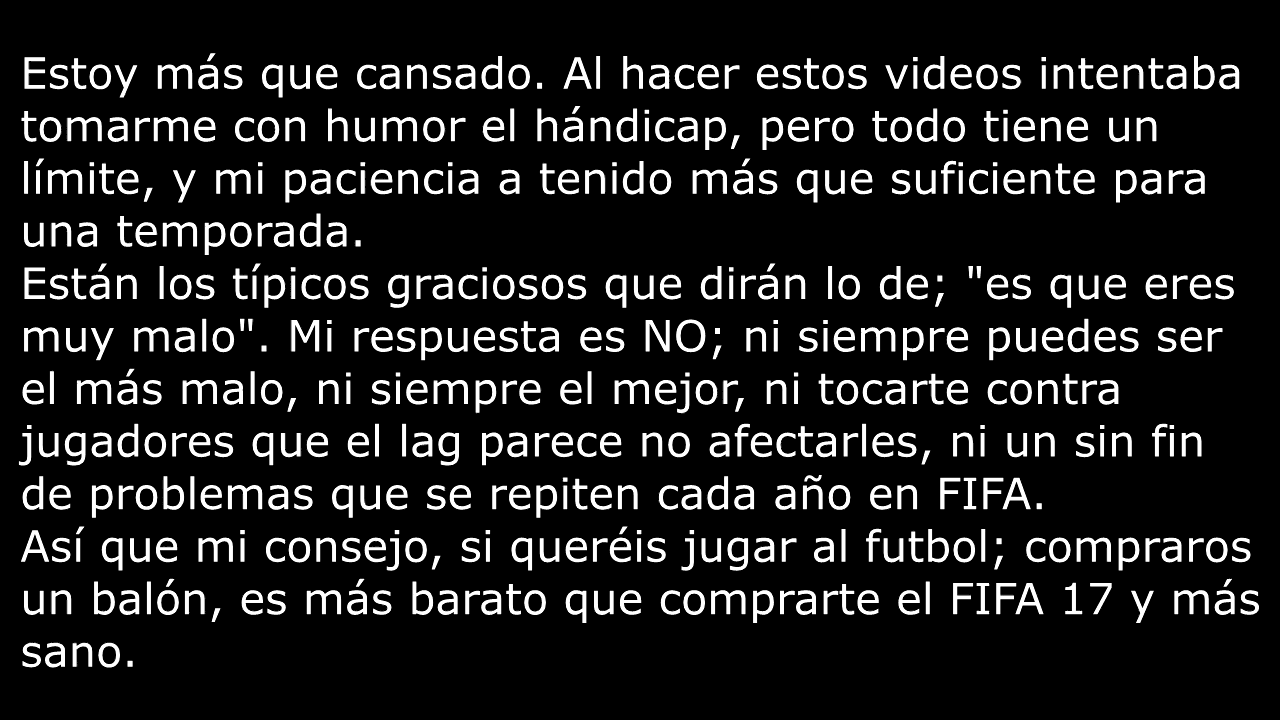 Estoy más que cansado. Al hacer estos videos intentaba
tomarme con humor el hándicap, pero todo tiene un
límite, y mi paciencia a tenido más que suficiente para
una temporada.
Están los típicos graciosos que dirán lo de; "es que eres
muy malo". Mi respuesta es NO; ni siempre puedes ser
el más malo, ni siempre el mejor, ni tocarte contra
jugadores que el lag parece no afectarles, ni un sin fin
de problemas que se repiten cada año en FIFA.
Así que mi consejo, si queréis jugar al futbol; compraros
un balón, es más barato que comprarte el FIFA 17 y más
sano.